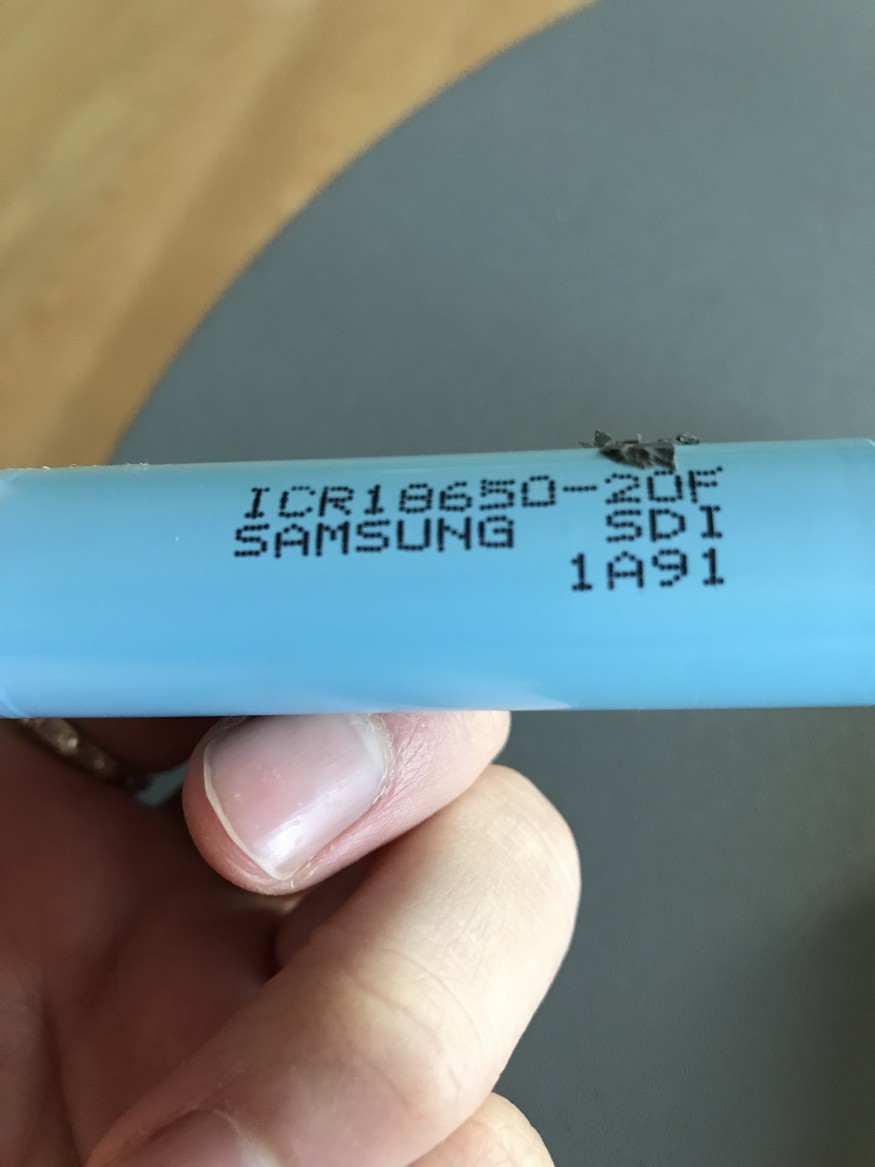 ICR18650-20F
SAMSUNG SDI
1A91